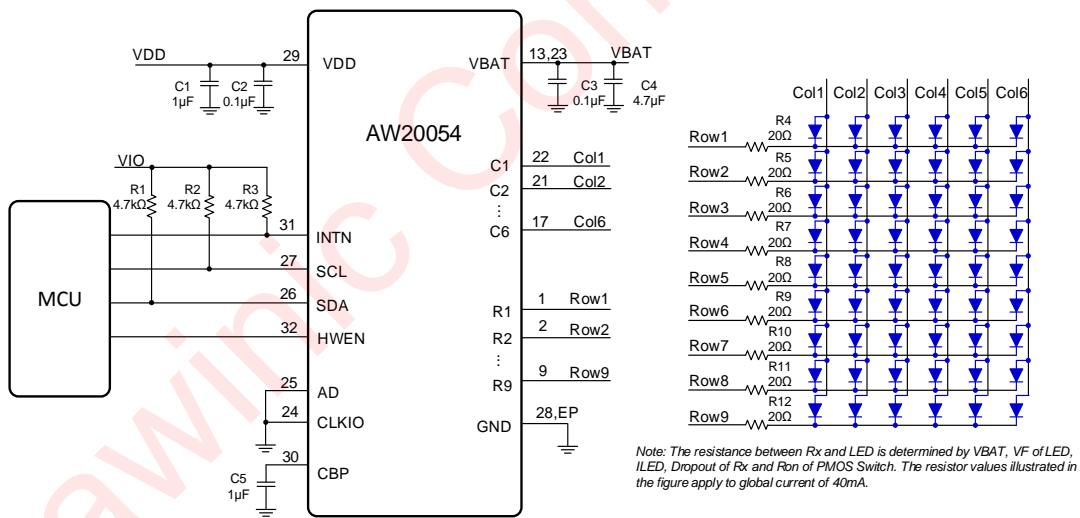 VDD
29
VDD
C1
1µF
C2
0.1µF
VBAT
13,23
VBAT
C3
0.1µF
C4
4.7µF
AW20054
VIO
R1
4.7kΩ
R2
4.7kΩ
R3
4.7kΩ
MCU
31
INTN
27
SCL
26
SDA
32
HWEN
25
AD
24
CLKIO
30
CBP
C5
1µF
C1
22
Col1
C2
21
Col2
⋮
C6
17
Col6
R1
1
Row1
R2
2
Row2
⋮
R9
9
Row9
GND
28,EP
Col1 Col2 Col3 Col4 Col5 Col6
Row1
R4
20Ω
Row2
R5
20Ω
Row3
R6
20Ω
Row4
R7
20Ω
Row5
R8
20Ω
Row6
R9
20Ω
Row7
R10
20Ω
Row8
R11
20Ω
Row9
R12
20Ω
Note: The resistance between Rx and LED is determined by VBAT, VF of LED,
ILED, Dropout of Rx and Ron of PMOS Switch. The resistor values illustrated in
the figure apply to global current of 40mA.
awinic Con